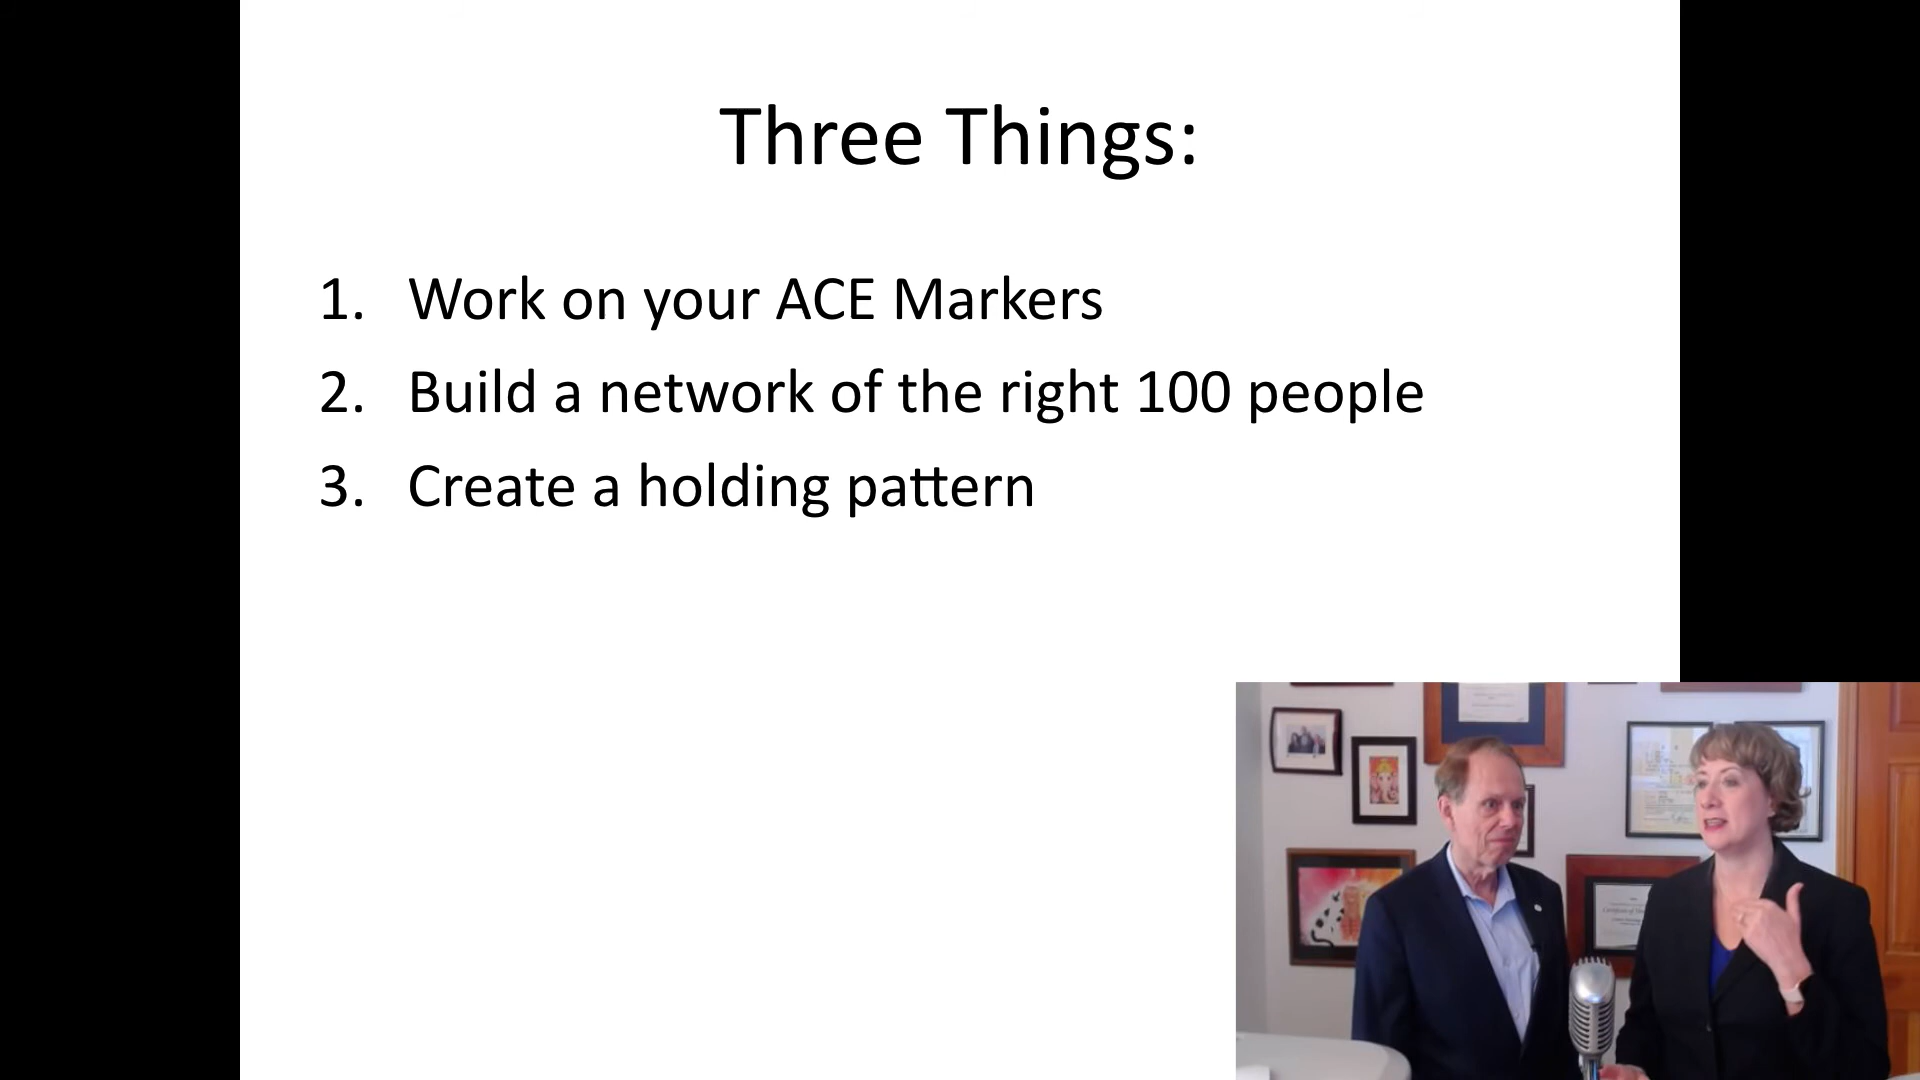 Three Things:
1. Work on your ACE Markers
2. Build a network of the right 100 people
3. Create a holding pattern